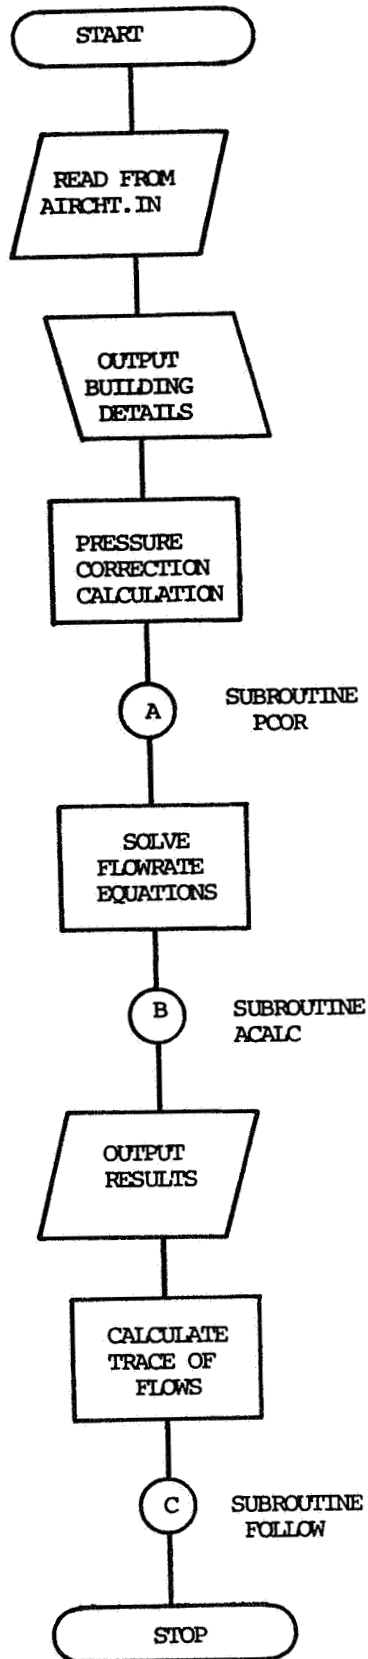 START
READ FROM
AIRCHT.IN
OUTPUT
BUILDING
DETAILS
PRESSURE
CORRECTION
CALCULATION
A
SUBROUTINE
PCOR
SOLVE
FLOWRATE
EQUATIONS
B
SUBROUTINE
ACALC
OUTPUT
RESULTS
CALCULATE
TRACE OF
FLOWS
C
SUBROUTINE
FOLLOW
STOP